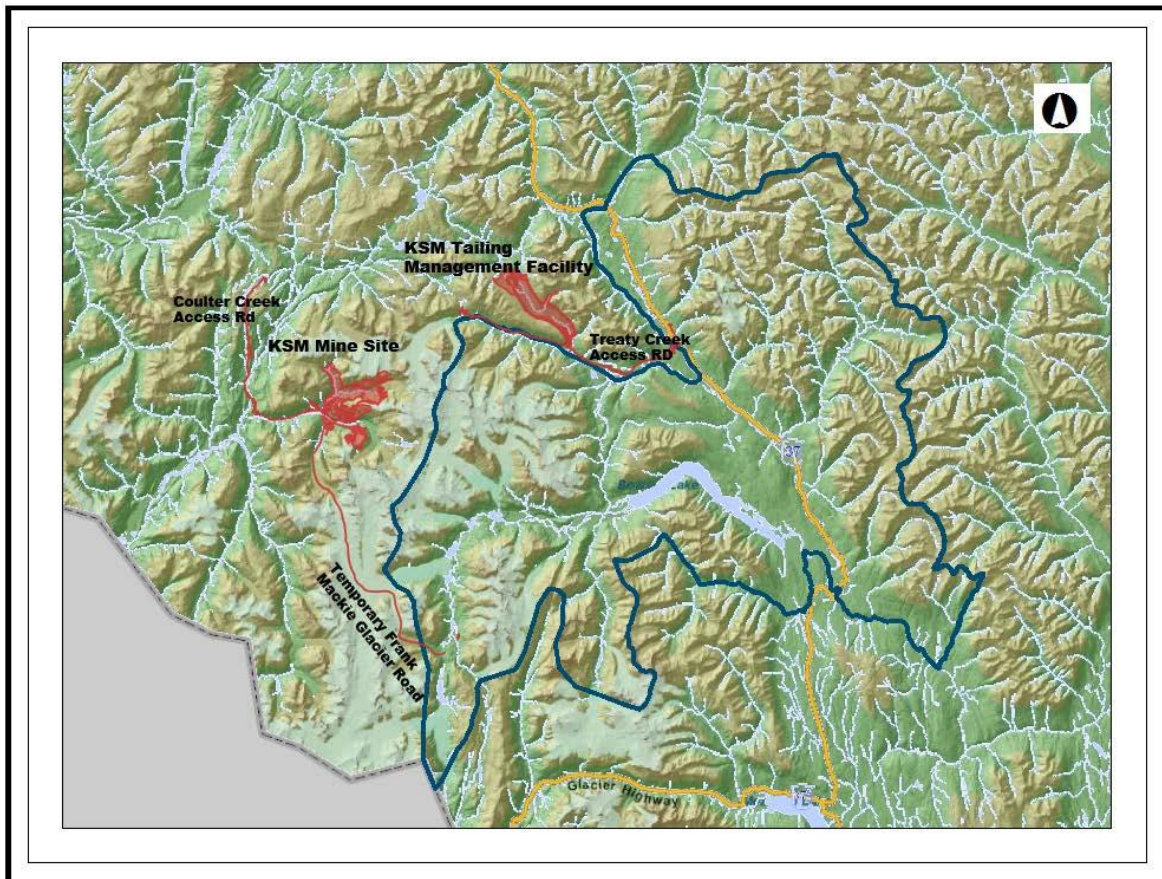 KSM Tailing
Management Facility
Coulter Creek
Access Rd
KSM Mine Site
Treaty Creek
Access RD
37
Lake
Temporary Frank
Mackie Glacier Road
Glacier Highway